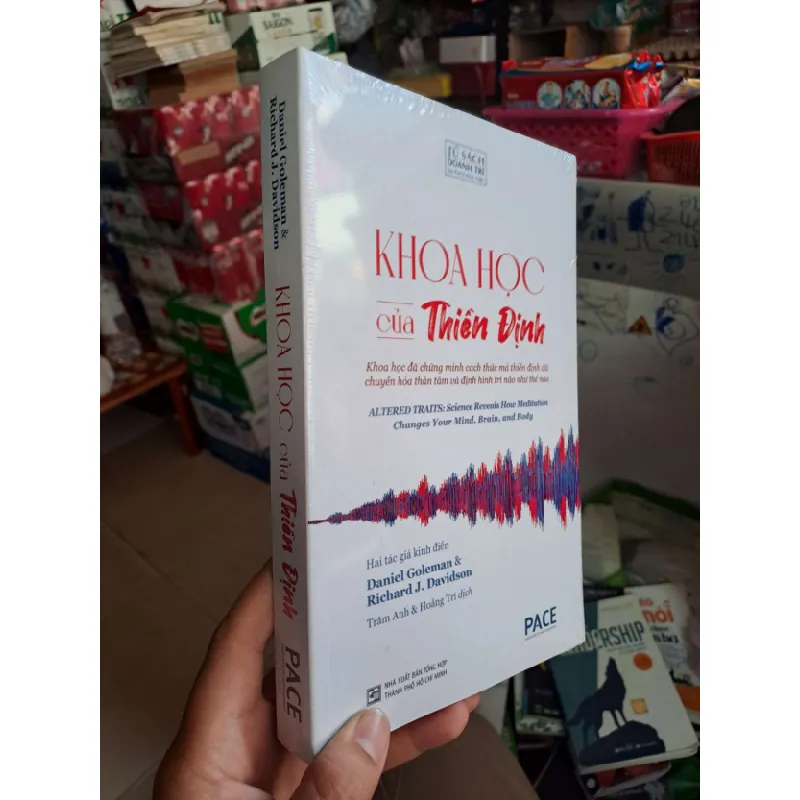 Daniel Goleman &
Richard J. Davidson
KHOA HỌC của Thiền Định
PACE
TỦ SÁCH
DOANH TRÍ
KHOA HỌC
của Thiền Định
Khoa học đã chứng minh cách thức mà thiền định đã
chuyển hóa thân tâm và định hình trí não như thế nào
ALTERED TRAITS: Science Reveals How Meditation
Changes Your Mind, Brain, and Body
Hai tác giả kinh điển
Daniel Goleman &
Richard J. Davidson
Trâm Anh & Hoắng Trí dịch
PACE
NHÀ XUẤT BẢN TỔNG HỢP
THÀNH PHỐ HỒ CHÍ MINH
SAIGON